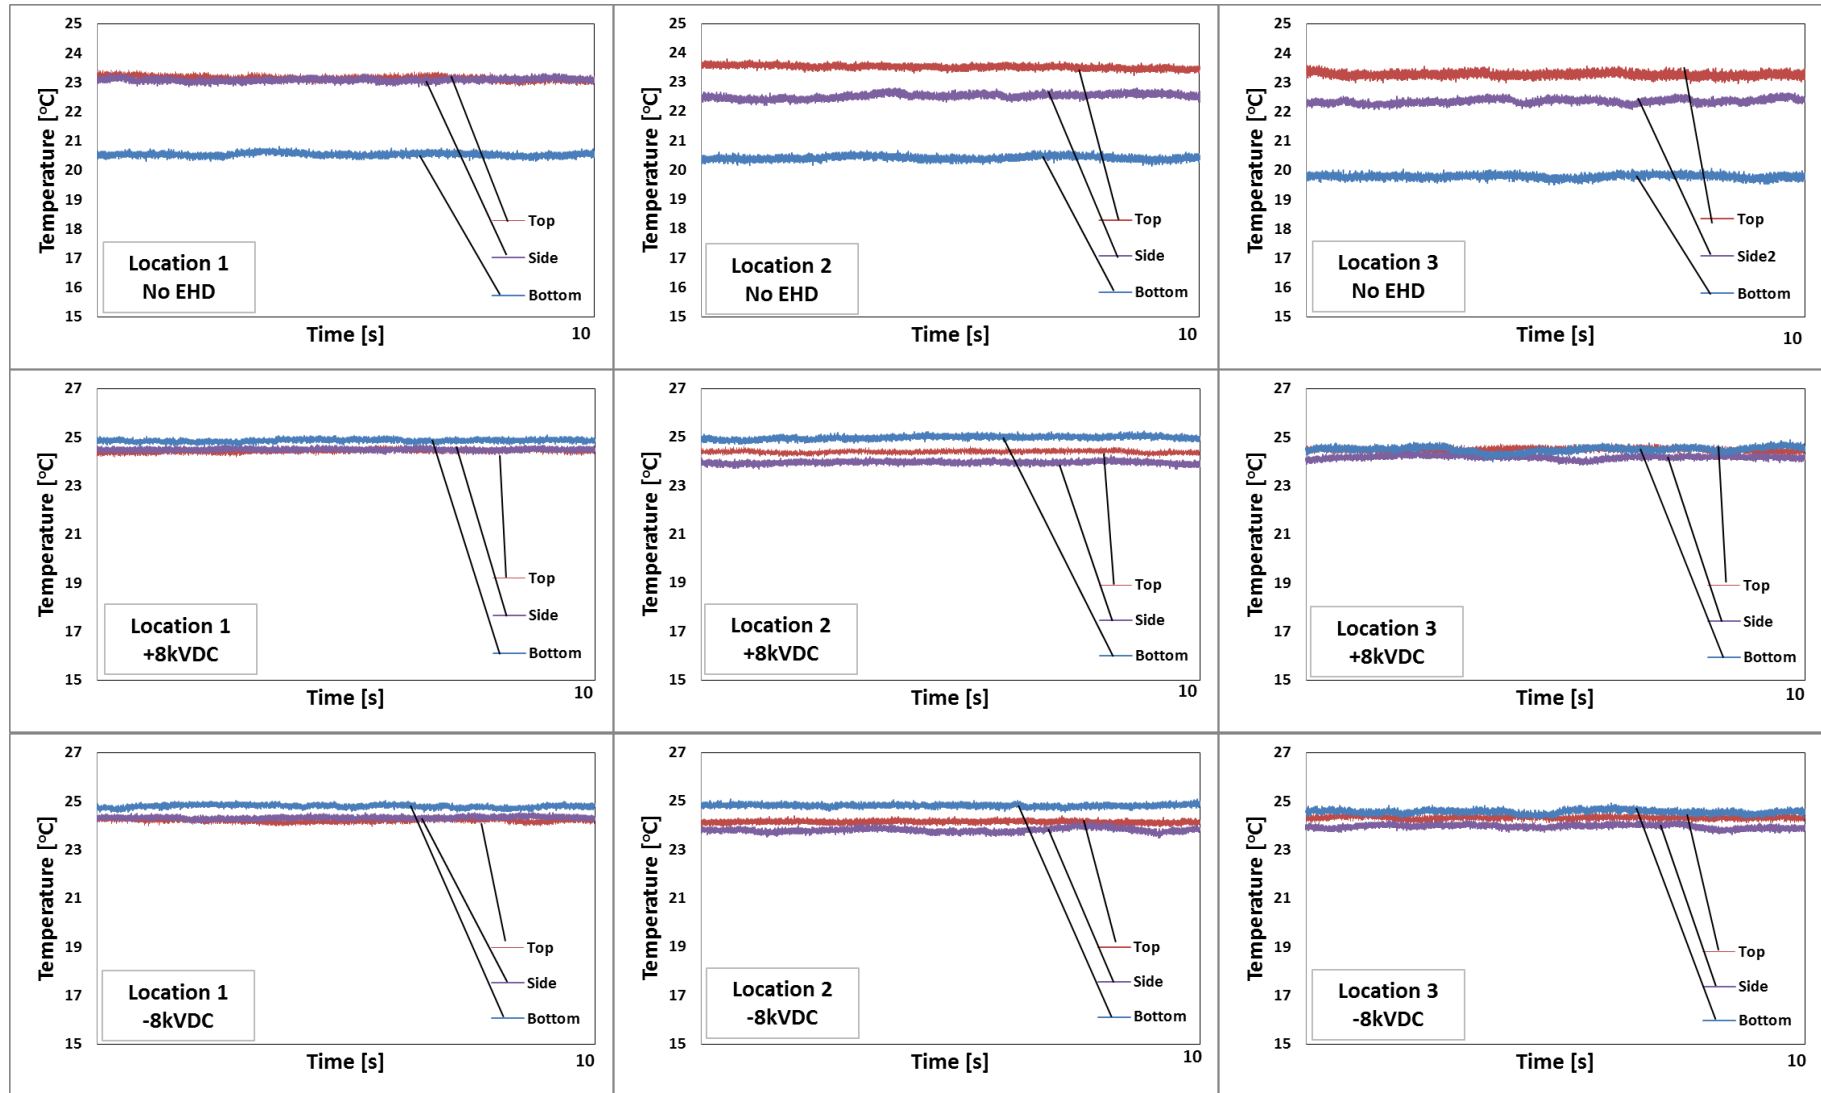 25
24
23
22
21
20
19
18
17
16
15
Temperature [°C]
Top
Side
Bottom
Location 1
No EHD
Time [s]
10
25
24
23
22
21
20
19
18
17
16
15
Temperature [°C]
Top
Side
Bottom
Location 2
No EHD
Time [s]
10
25
24
23
22
21
20
19
18
17
16
15
Temperature [°C]
Top
Side2
Bottom
Location 3
No EHD
Time [s]
10
27
25
23
21
19
17
15
Temperature [°C]
Top
Side
Bottom
Location 1
+8kVDC
Time [s]
10
27
25
23
21
19
17
15
Temperature [°C]
Top
Side
Bottom
Location 2
+8kVDC
Time [s]
10
27
25
23
21
19
17
15
Temperature [°C]
Top
Side
Bottom
Location 3
+8kVDC
Time [s]
10
27
25
23
21
19
17
15
Temperature [°C]
Top
Side
Bottom
Location 1
-8kVDC
Time [s]
10
27
25
23
21
19
17
15
Temperature [°C]
Top
Side
Bottom
Location 2
-8kVDC
Time [s]
10
27
25
23
21
19
17
15
Temperature [°C]
Top
Side
Bottom
Location 3
-8kVDC
Time [s]
10